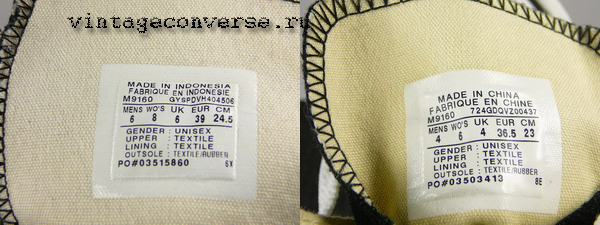 vintageconverse.ru
MADE IN INDONESIA
FABRIQUE EN INDONESIE
M9160 GYSPDVH404506
MENS WO'S UK EUR CM
6 8 6 39 24.5
GENDER : UNISEX
UPPER : TEXTILE
LINING : TEXTILE
OUTSOLE : TEXTILE/RUBBER
PO#03515860 6X
MADE IN CHINA
FABRIQUE EN CHINE
M9160 724GDQVZ00437
MENS WO'S UK EUR CM
4 6 4 36.5 23
GENDER : UNISEX
UPPER : TEXTILE
LINING : TEXTILE
OUTSOLE : TEXTILE/RUBBER
PO#03503413 8E